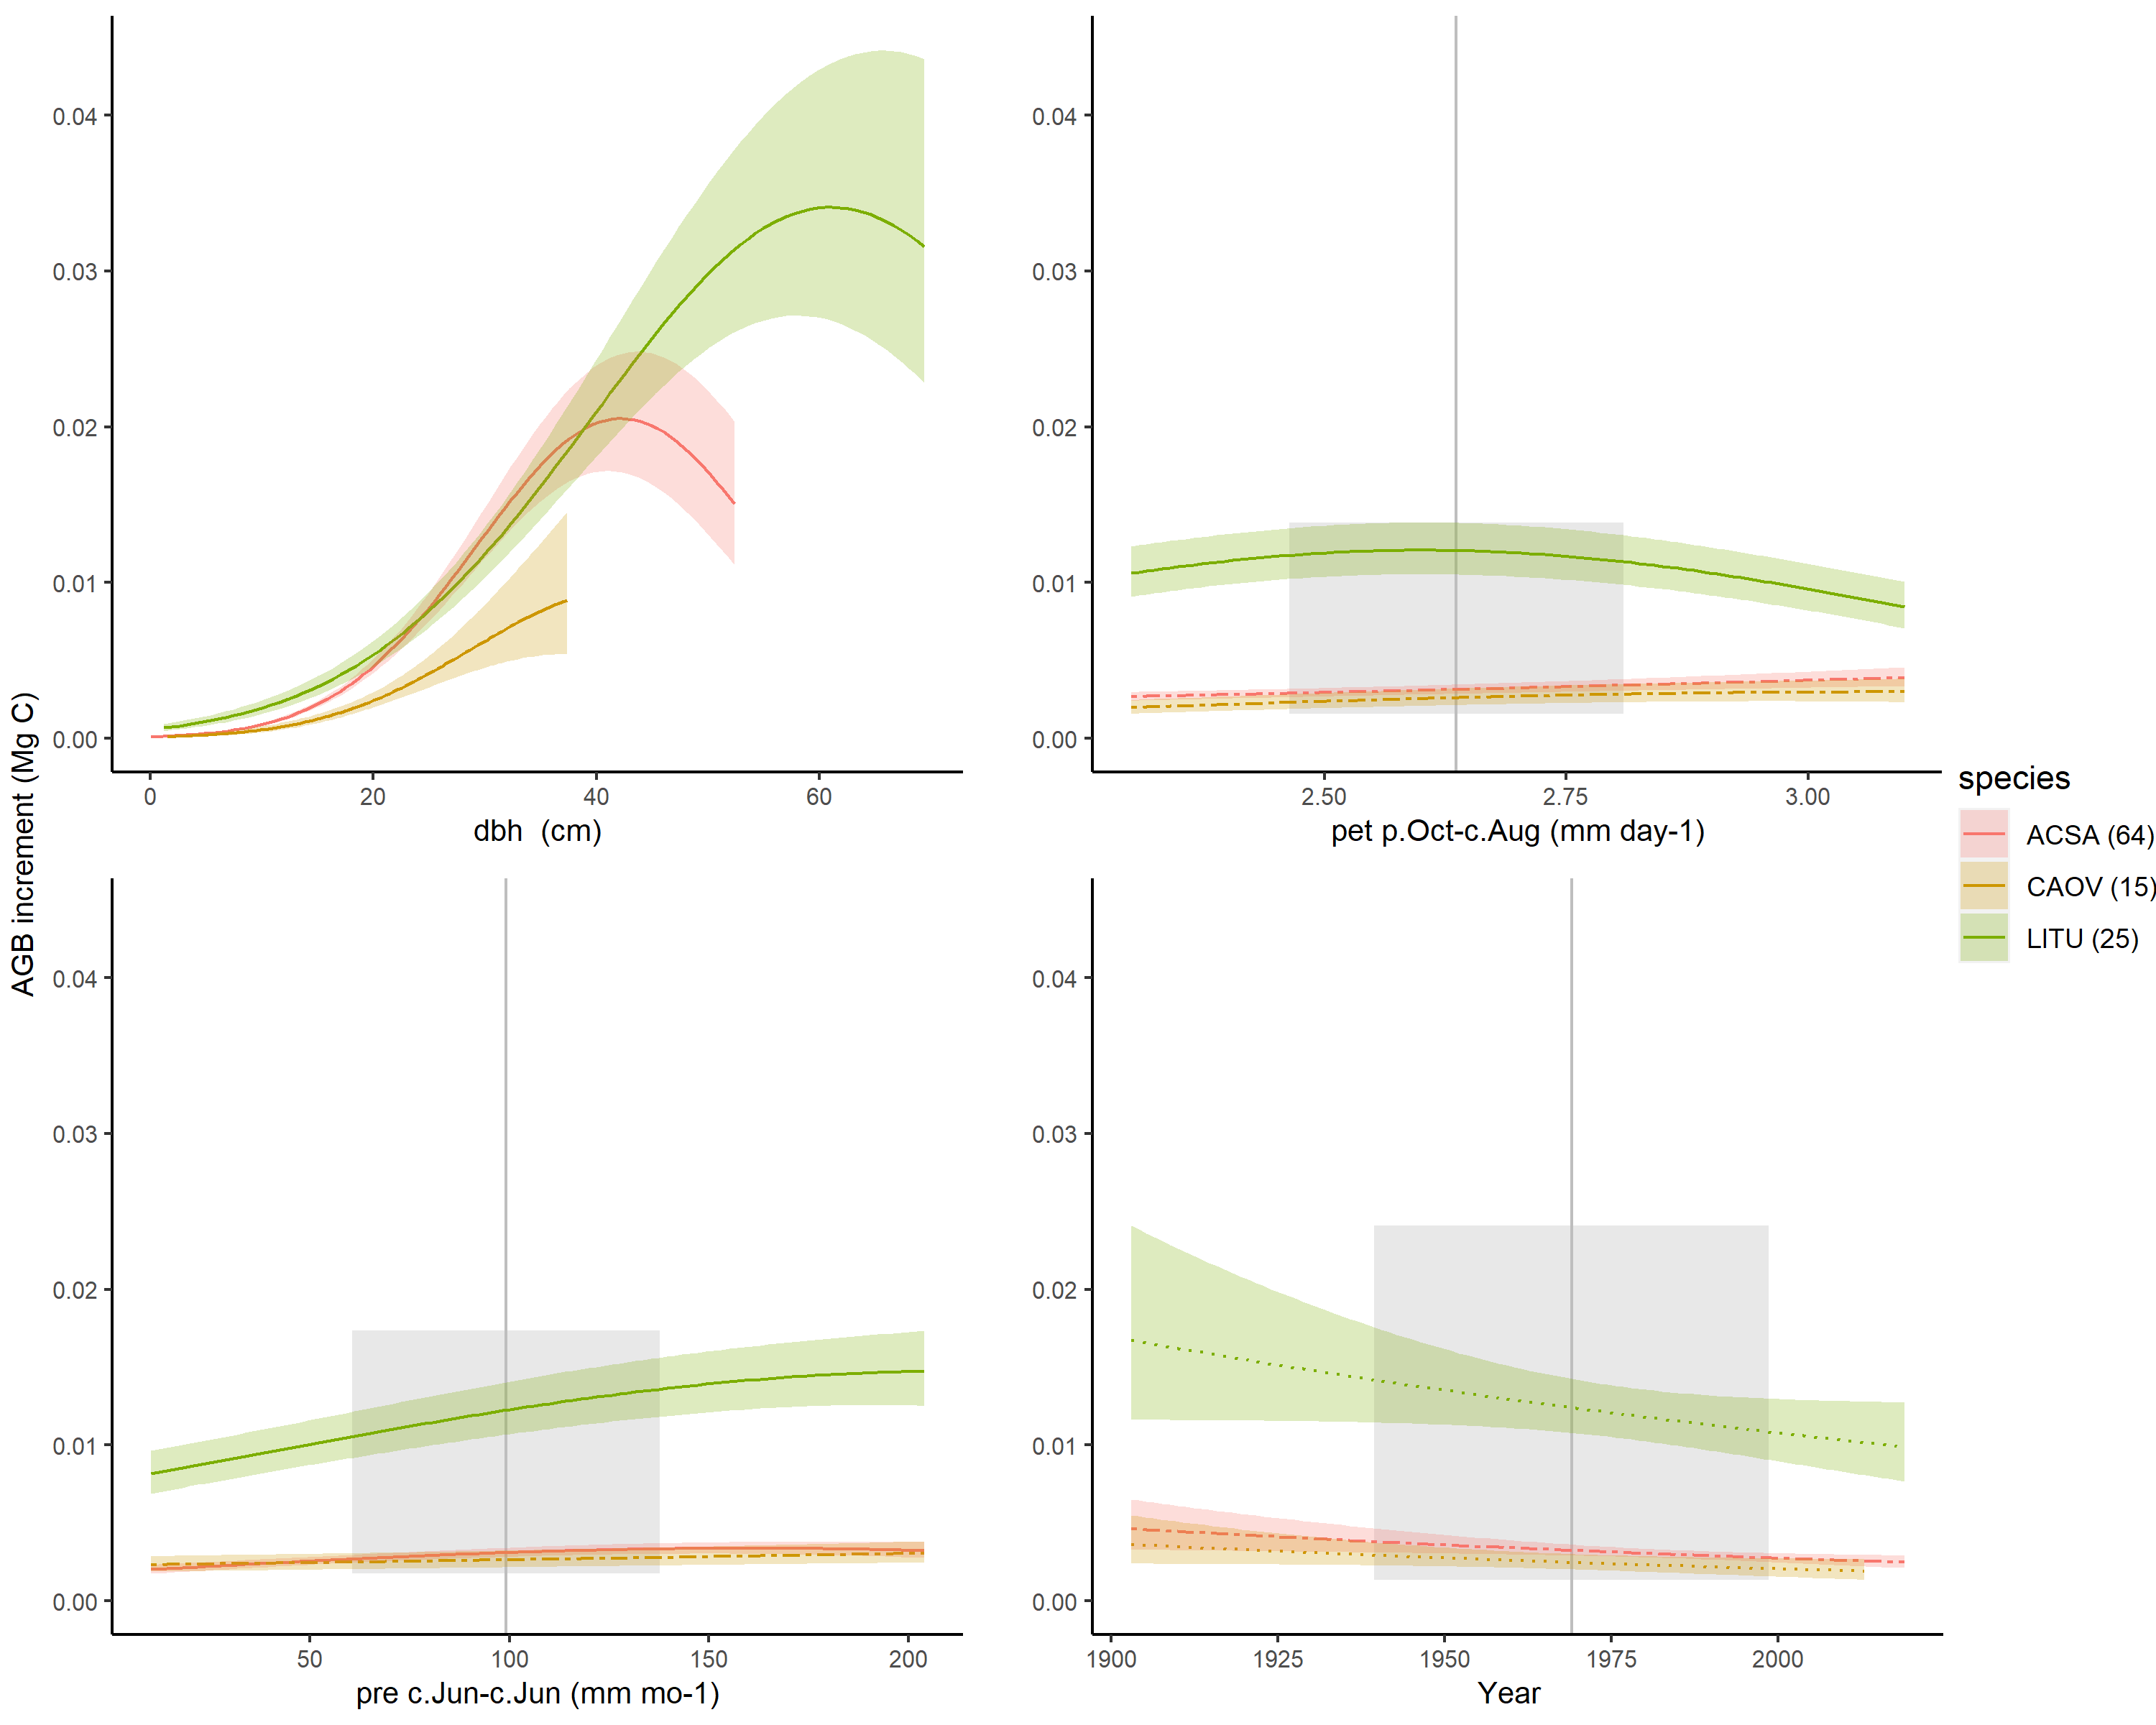 AGB increment (Mg C)
0.04
0.03
0.02
0.01
0.00
0 20 40 60
dbh (cm)
0.04
0.03
0.02
0.01
0.00
2.50 2.75 3.00
pet p.Oct-c.Aug (mm day-1)
0.04
0.03
0.02
0.01
0.00
50 100 150 200
pre c.Jun-c.Jun (mm mo-1)
0.04
0.03
0.02
0.01
0.00
1900 1925 1950 1975 2000
Year
species
ACSA (64)
CAOV (15)
LITU (25)